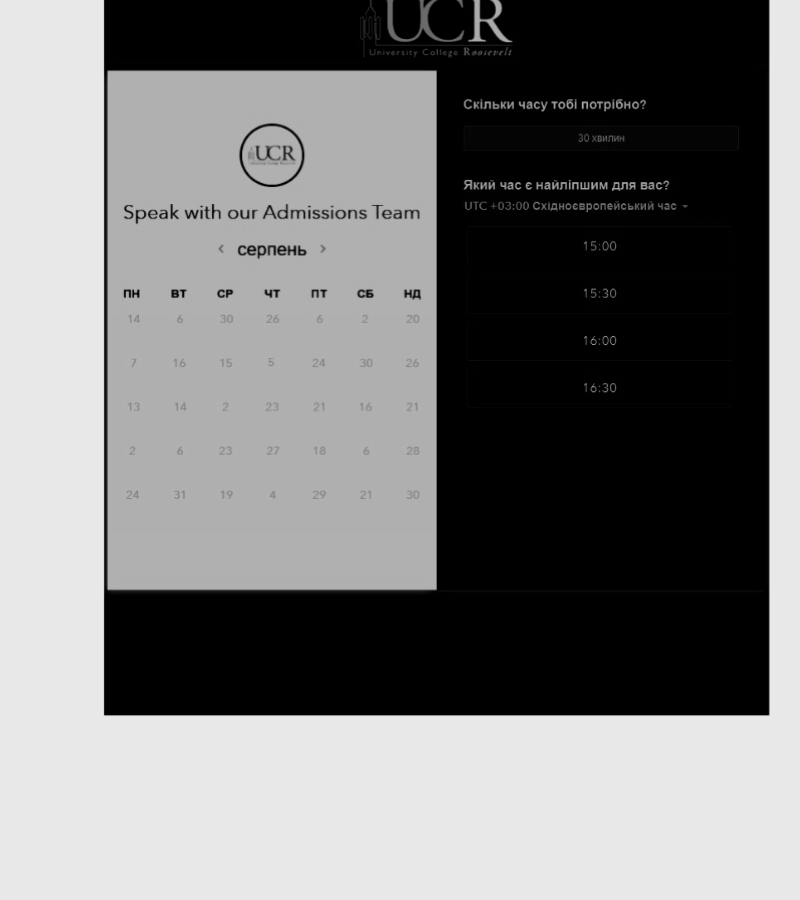 UCR
University College Roosevelt
UCR
Speak with our Admissions Team
‹ серпень ›
ПН ВТ СР ЧТ ПТ СБ НД
14 6 30 26 6 2 20
7 16 15 5 24 30 26
13 14 2 23 21 16 21
2 6 23 27 18 6 28
24 31 19 4 29 21 30
Скільки часу тобі потрібно?
30 хвилин
Який час є найліпшим для вас?
UTC +03:00 Східноєвропейський час
15:00
15:30
16:00
16:30